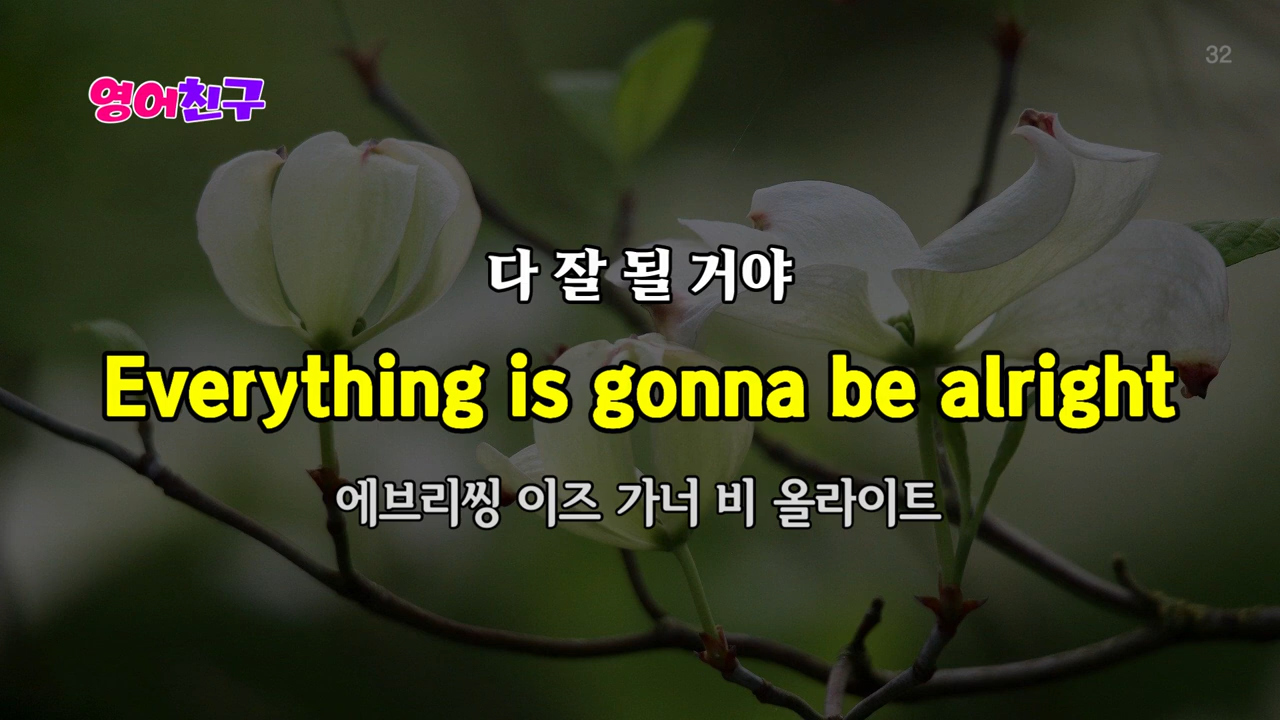 영어친구
32
다 잘 될 거야
Everything is gonna be alright
에브리씽 이즈 가너 비 올라이트